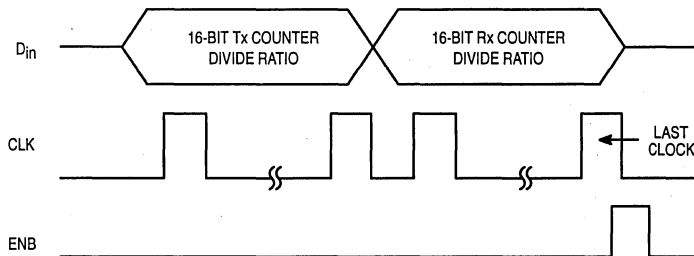 Din
16-BIT Tx COUNTER
DIVIDE RATIO
16-BIT Rx COUNTER
DIVIDE RATIO
CLK
LAST
CLOCK
ENB